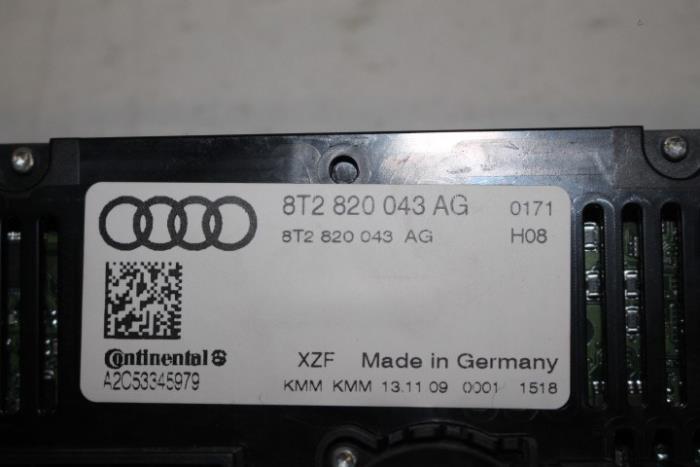 8T2 820 043 AG 0171
8T2 820 043 AG H08
Continental
A2C53345979
XZF Made in Germany
KMM KMM 13.11 09 0001 1518